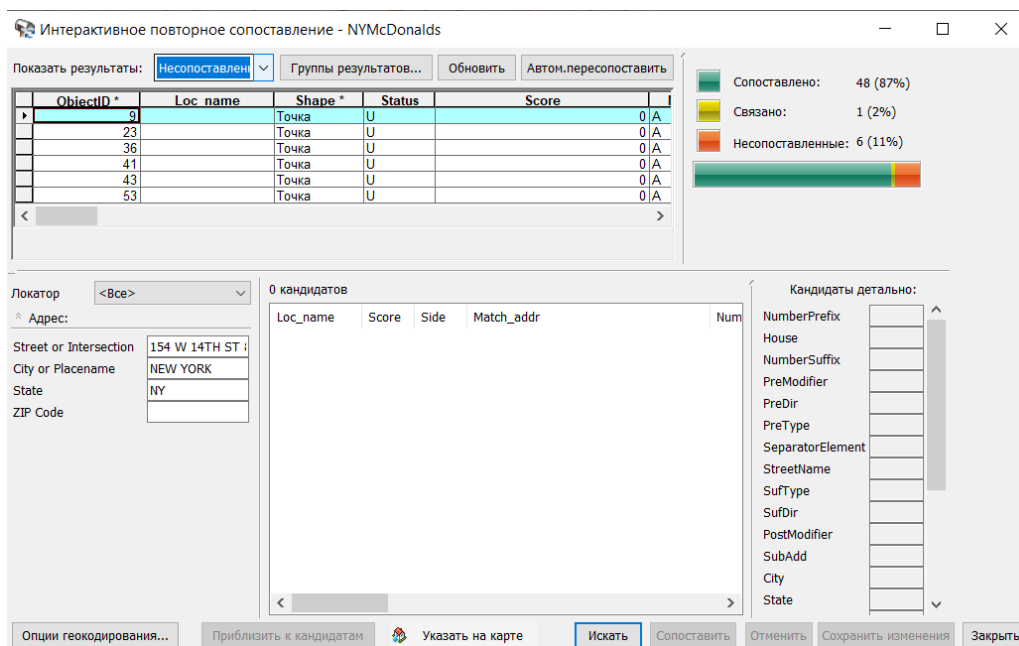 Интерактивное повторное сопоставление - NYMcDonalds
Показать результаты: Несопоставлен Группы результатов... Обновить Автом.пересопоставить
ObjectID * Loc_name Shape * Status Score
9 Точка U 0 A
23 Точка U 0 A
36 Точка U 0 A
41 Точка U 0 A
43 Точка U 0 A
53 Точка U 0 A
Сопоставлено: 48 (87%)
Связано: 1 (2%)
Несопоставленные: 6 (11%)
Локатор <Все>
Адрес:
Street or Intersection 154 W 14TH ST
City or Placename NEW YORK
State NY
ZIP Code
0 кандидатов
Loc_name Score Side Match_addr Num
Кандидаты детально:
NumberPrefix
House
NumberSuffix
PreModifier
PreDir
PreType
SeparatorElement
StreetName
SufType
SufDir
PostModifier
SubAdd
City
State
Опции геокодирования... Приблизить к кандидатам Указать на карте Искать Сопоставить Отменить Сохранить изменения Закрыть